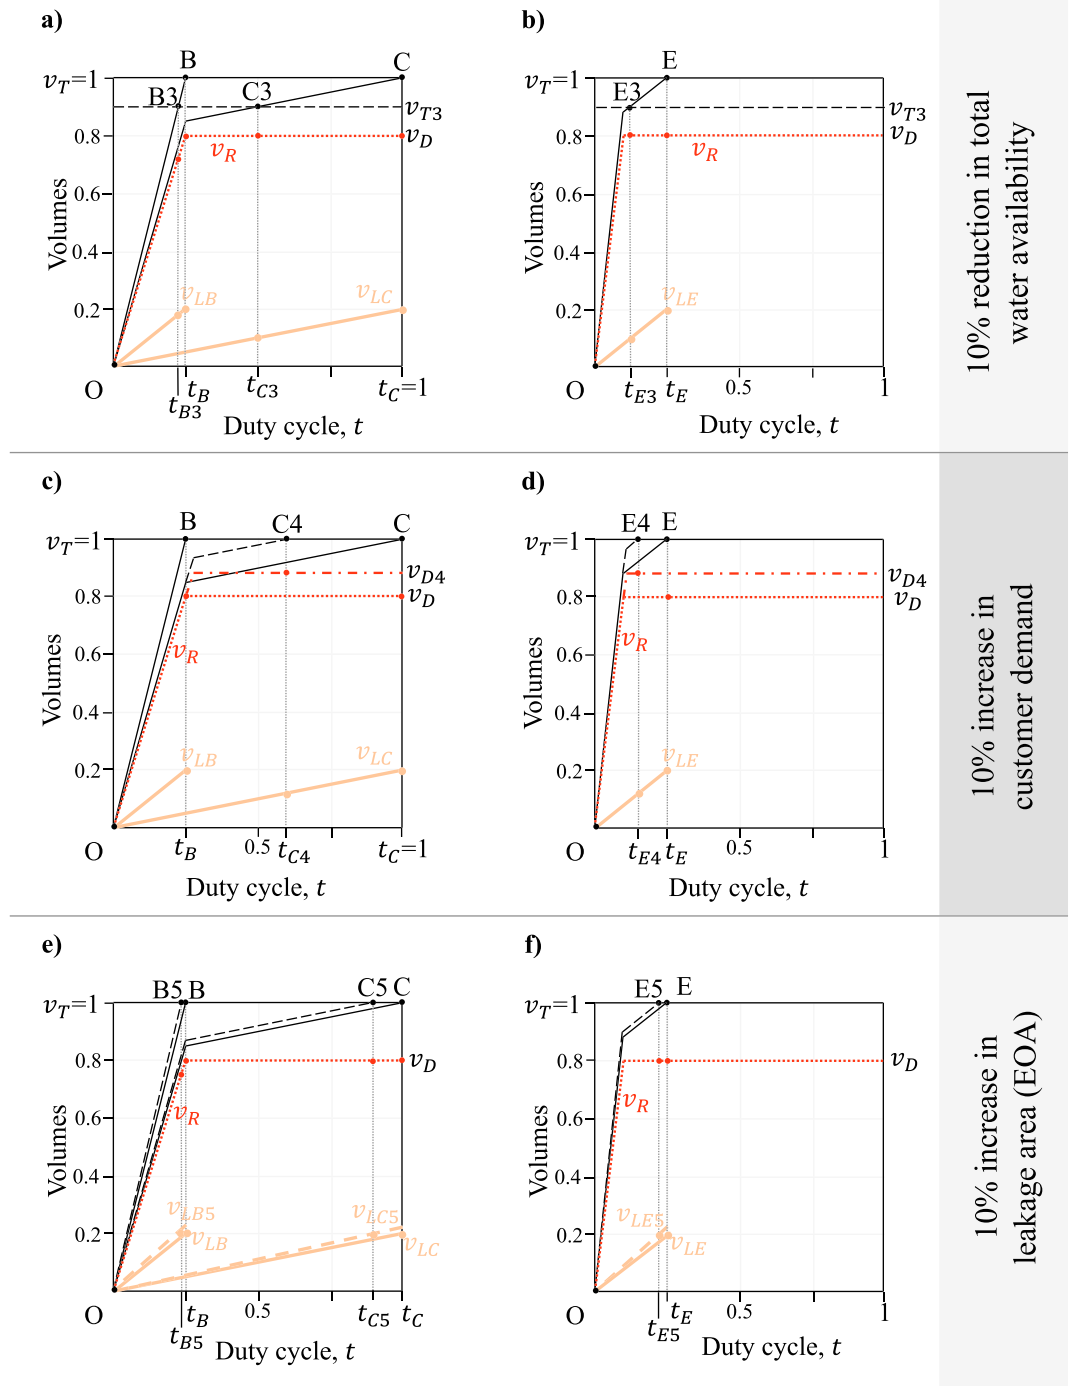 a)
B
C
v_T=1
B3
C3
v_T3
0.8
v_D
v_R
0.6
Volumes
0.4
v_LB
v_LC
0.2
O
t_B
t_C3
t_C=1
t_B3
Duty cycle, t
b)
E
v_T=1
E3
v_T3
0.8
v_D
v_R
0.6
Volumes
0.4
v_LE
0.2
O
t_E3
t_E
0.5
1
Duty cycle, t
10% reduction in total
water availability
c)
B
C4
C
v_T=1
v_D4
0.8
v_D
v_R
0.6
Volumes
0.4
v_LB
v_LC
0.2
O
t_B
0.5
t_C4
t_C=1
Duty cycle, t
d)
E4
E
v_T=1
v_D4
0.8
v_D
v_R
0.6
Volumes
0.4
v_LE
0.2
O
t_E4
t_E
0.5
1
Duty cycle, t
10% increase in
customer demand
e)
B5
B
C5
C
v_T=1
0.8
v_D
v_R
0.6
Volumes
0.4
v_LB5
v_LC5
0.2
v_LB
v_LC
O
t_B
0.5
t_C5
t_C
t_B5
Duty cycle, t
f)
E5
E
v_T=1
0.8
v_D
v_R
0.6
Volumes
0.4
v_LE5
0.2
v_LE
O
t_E
0.5
1
t_E5
Duty cycle, t
10% increase in
leakage area (EOA)